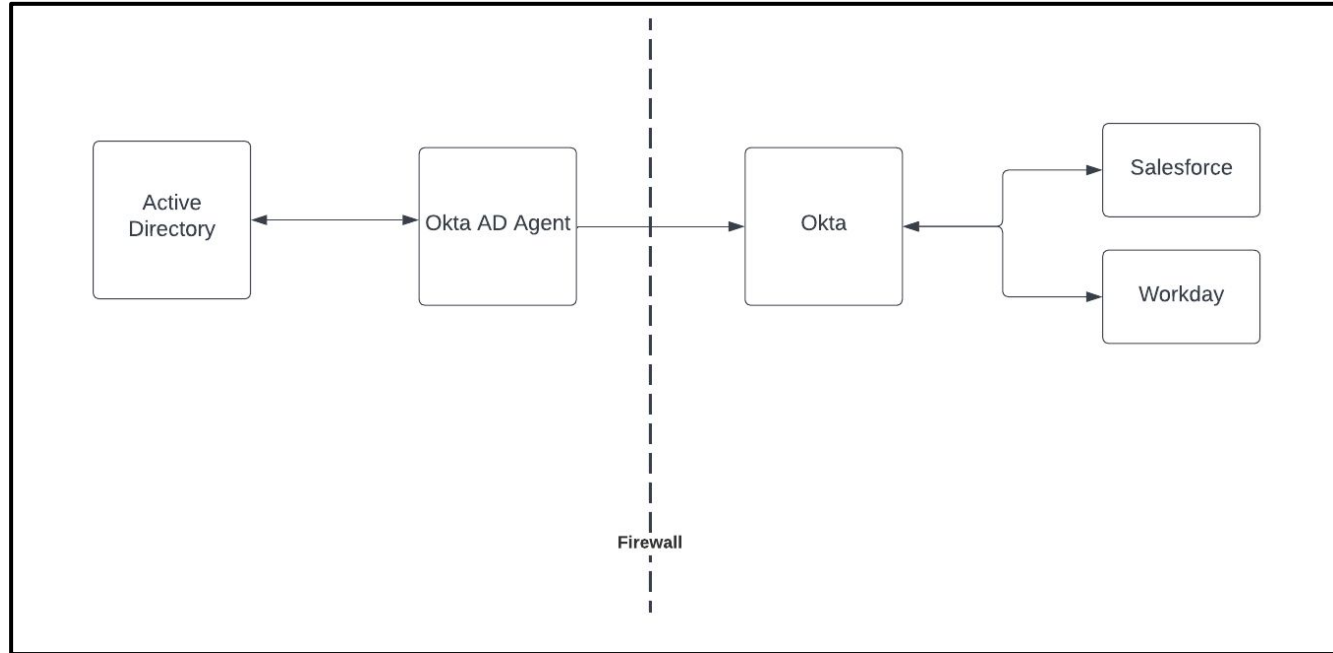 Active
Directory
Okta AD Agent
Okta
Salesforce
Workday
Firewall